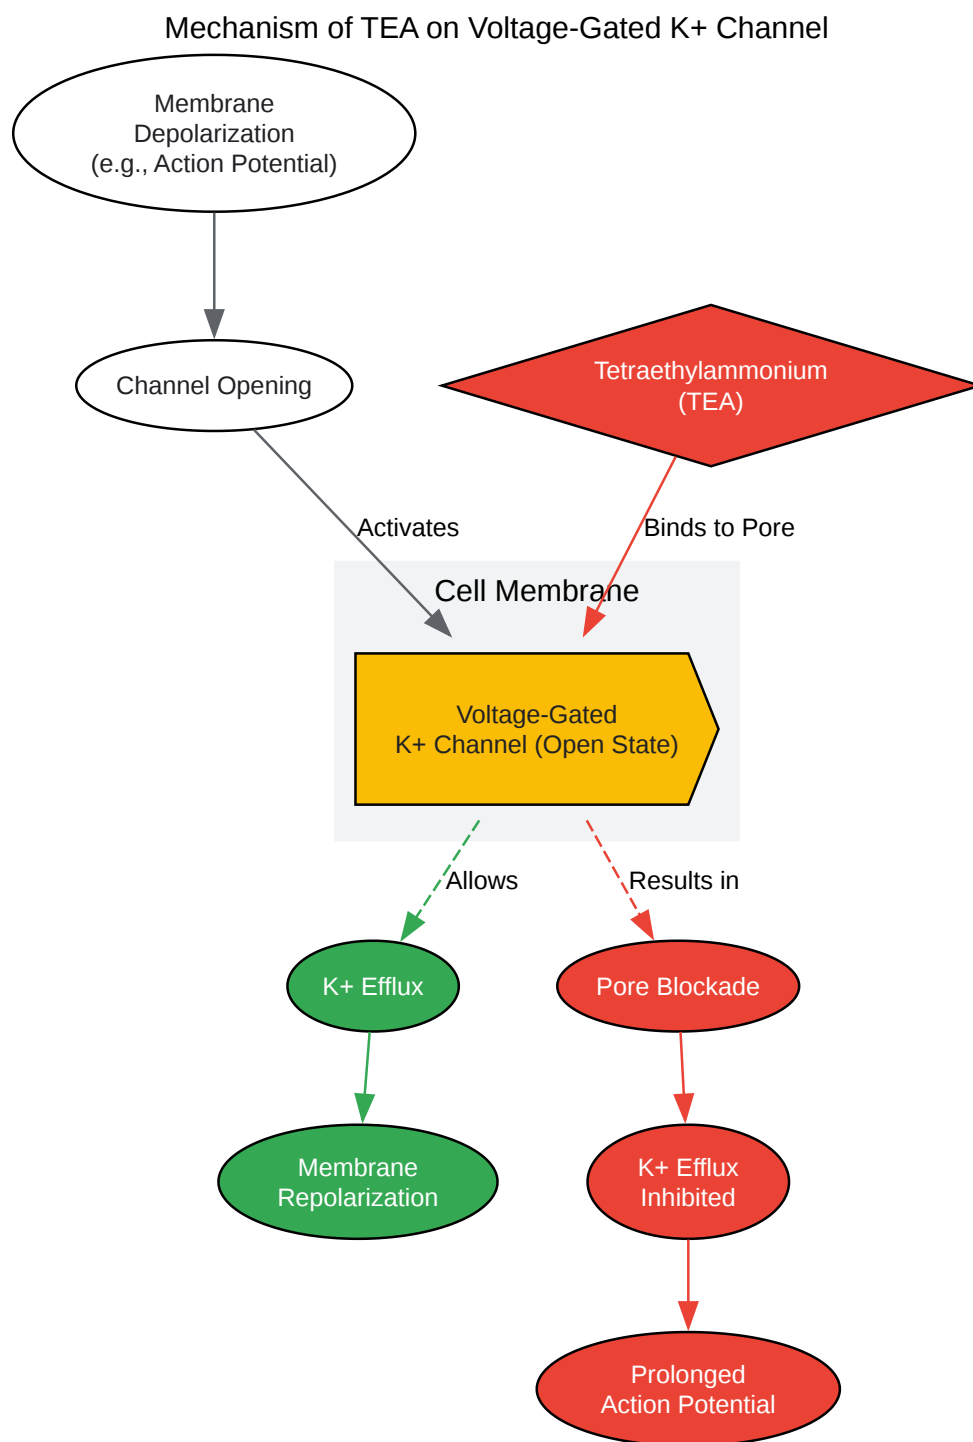 Mechanism of TEA on Voltage-Gated K+ Channel
Membrane
Depolarization
(e.g., Action Potential)
Channel Opening
Tetraethylammonium
(TEA)
Activates
Binds to Pore
Cell Membrane
Voltage-Gated
K+ Channel (Open State)
Allows
Results in
K+ Efflux
Pore Blockade
Membrane
Repolarization
K+ Efflux
Inhibited
Prolonged
Action Potential